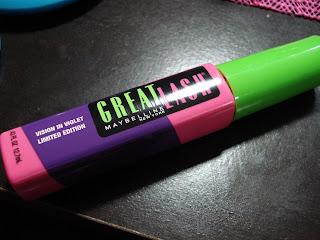 GREAT LASH
MAYBELLINE
NEW YORK
VISION IN VIOLET
LIMITED EDITION